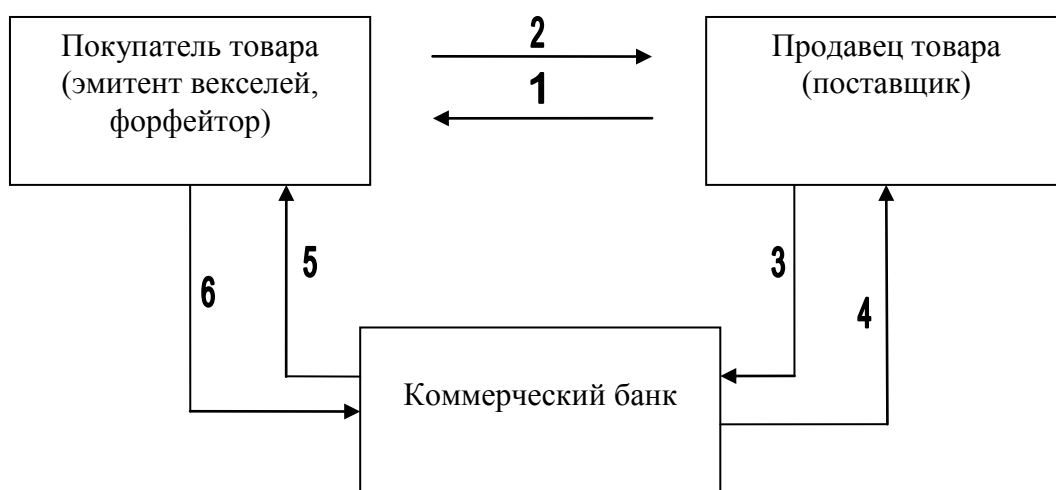 Покупатель товара
(эмитент векселей,
форфейтор)
2
1
Продавец товара
(поставщик)
6
5
3
4
Коммерческий банк